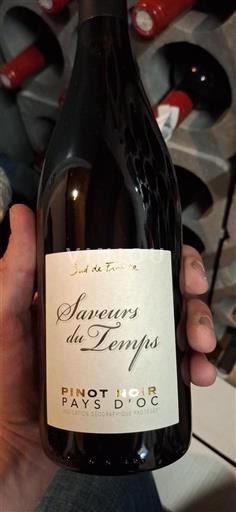 Sud de France
Saveurs
du Temps
PINOT NOIR
PAYS D'OC
INDICATION GÉOGRAPHIQUE PROTÉGÉE